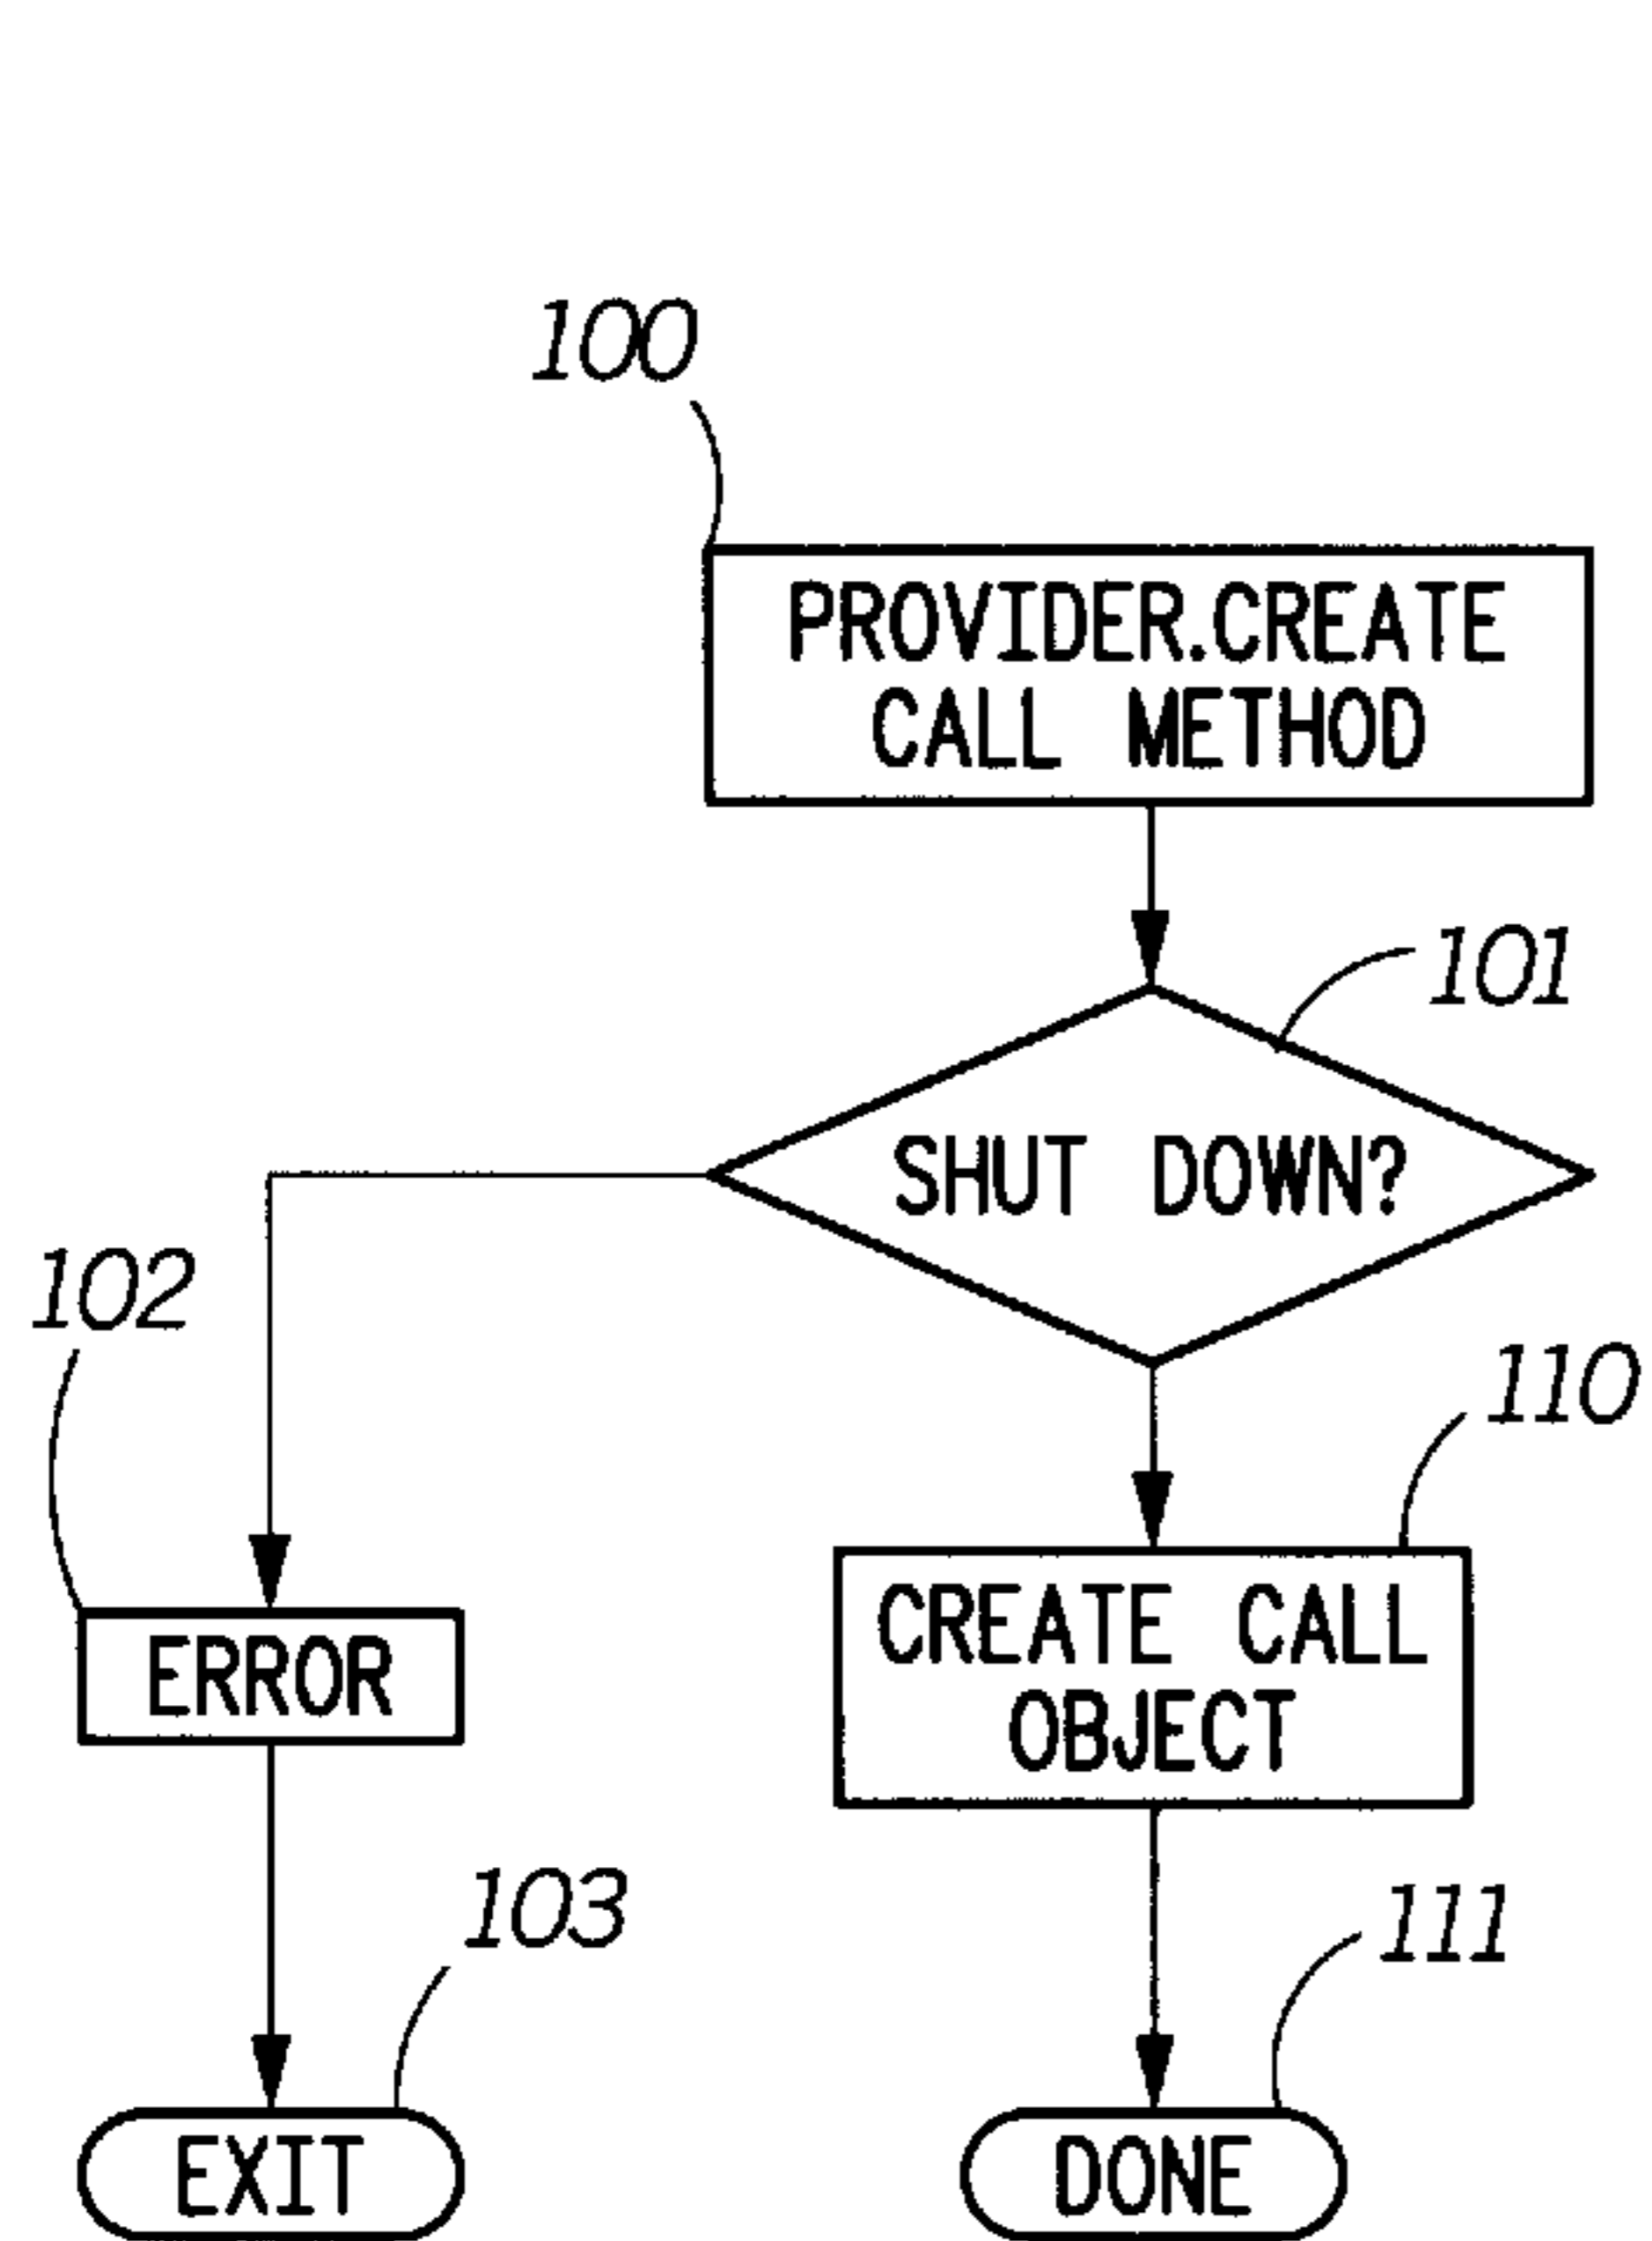 100
PROVIDER.CREATE
CALL METHOD
101
SHUT DOWN?
102
110
ERROR
CREATE CALL
OBJECT
103
111
EXIT
DONE